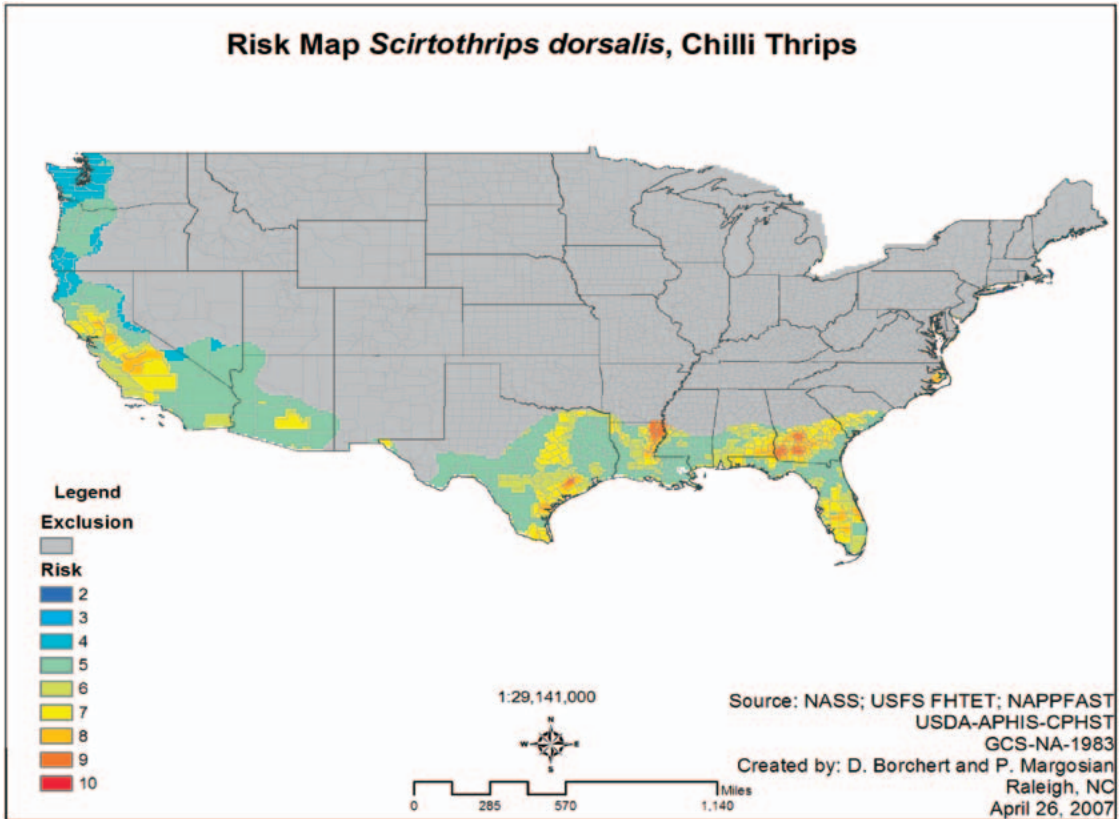 Risk Map Scirtothrips dorsalis, Chilli Thrips
Legend
Exclusion
Risk
2
3
4
5
6
7
8
9
10
1:29,141,000
N
W E
S
Miles
0 285 570 1,140
Source: NASS; USFS FHTET; NAPPFAST
USDA-APHIS-CPHST
GCS-NA-1983
Created by: D. Borchert and P. Margosian
Raleigh, NC
April 26, 2007